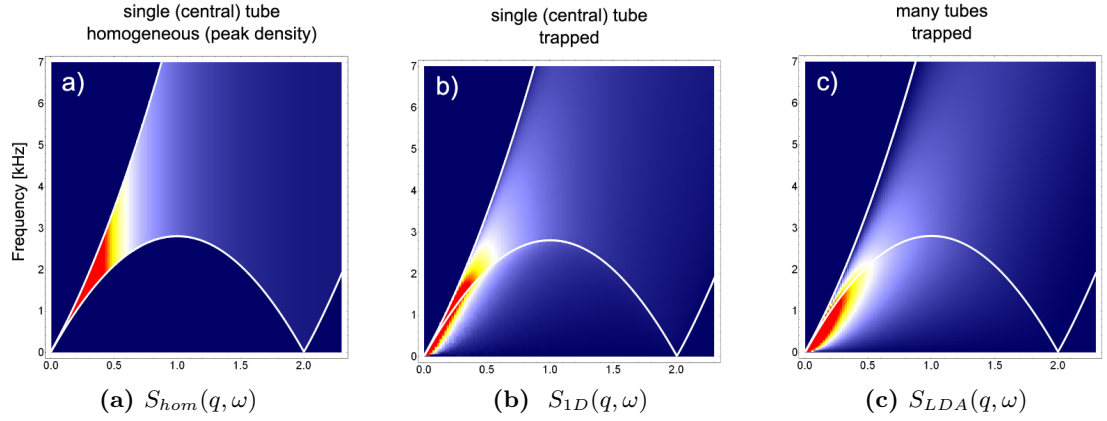 single (central) tube
homogeneous (peak density)
single (central) tube
trapped
many tubes
trapped
Frequency [kHz]
a)
7
6
5
4
3
2
1
0
0.0 0.5 1.0 1.5 2.0
b)
7
6
5
4
3
2
1
0
0.0 0.5 1.0 1.5 2.0
c)
7
6
5
4
3
2
1
0
0.0 0.5 1.0 1.5 2.0
(a) S_{hom}(q, ω)
(b) S_{1D}(q, ω)
(c) S_{LDA}(q, ω)